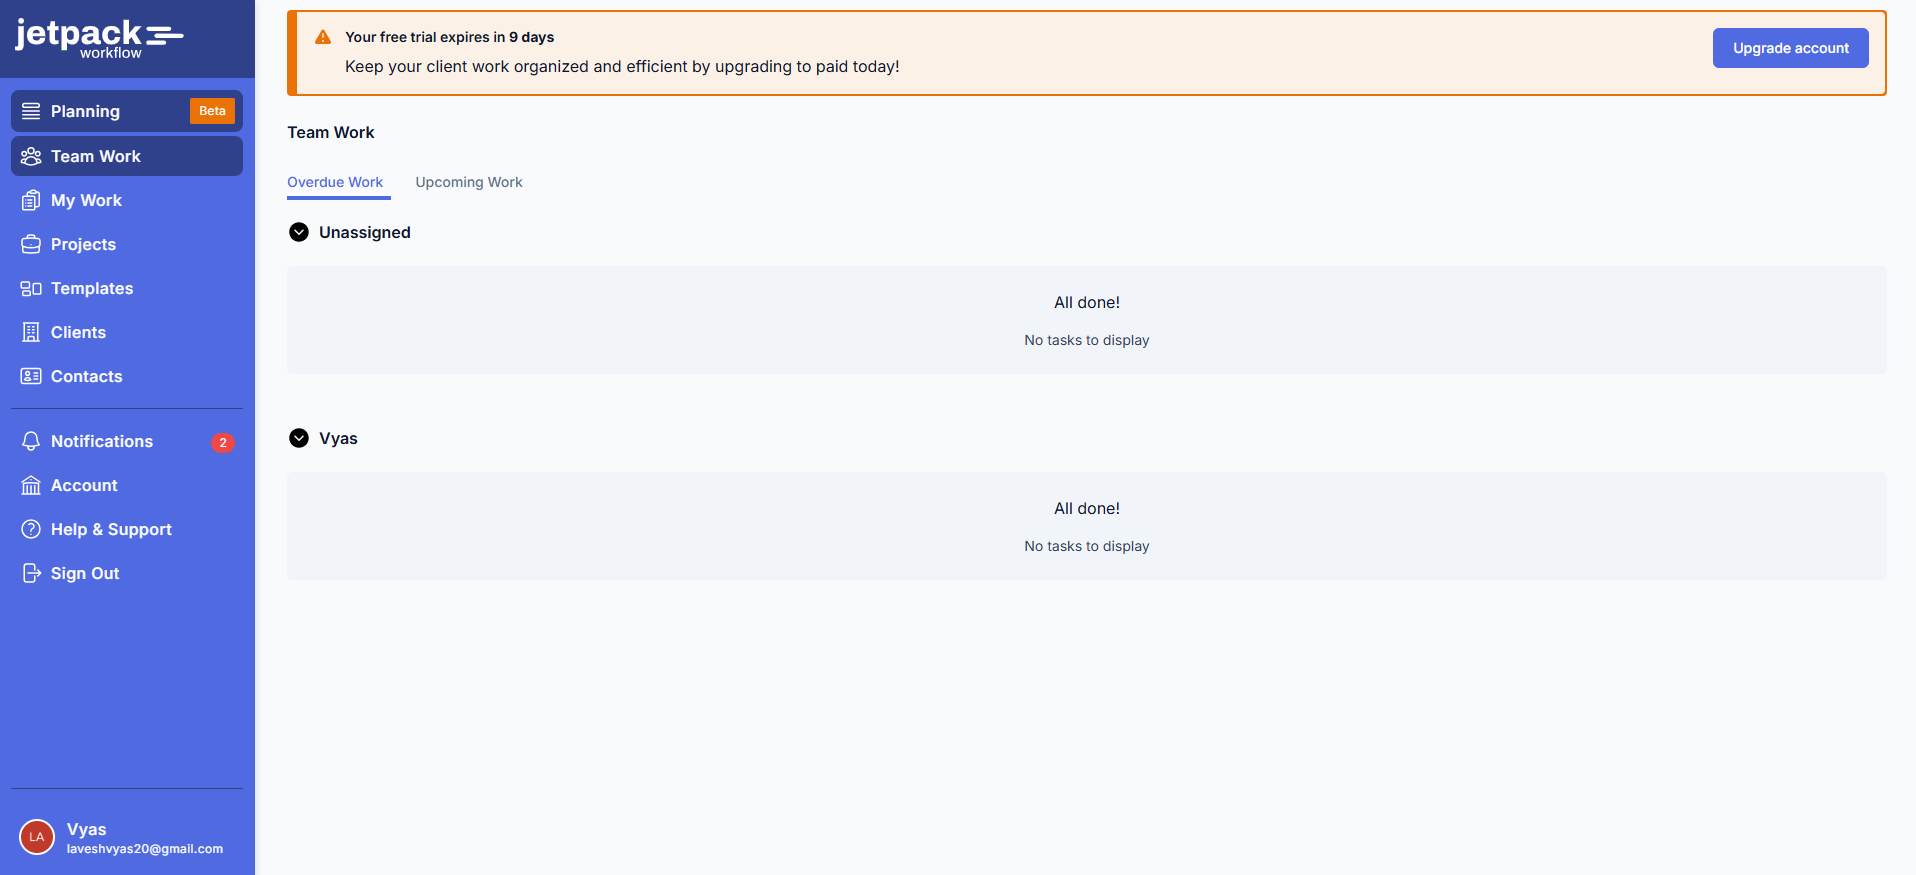 jetpack
workflow
Planning
Beta
Team Work
My Work
Projects
Templates
Clients
Contacts
Notifications
2
Account
Help & Support
Sign Out
LA
Vyas
laveshvyas20@gmail.com
Your free trial expires in 9 days
Keep your client work organized and efficient by upgrading to paid today!
Upgrade account
Team Work
Overdue Work
Upcoming Work
Unassigned
All done!
No tasks to display
Vyas
All done!
No tasks to display